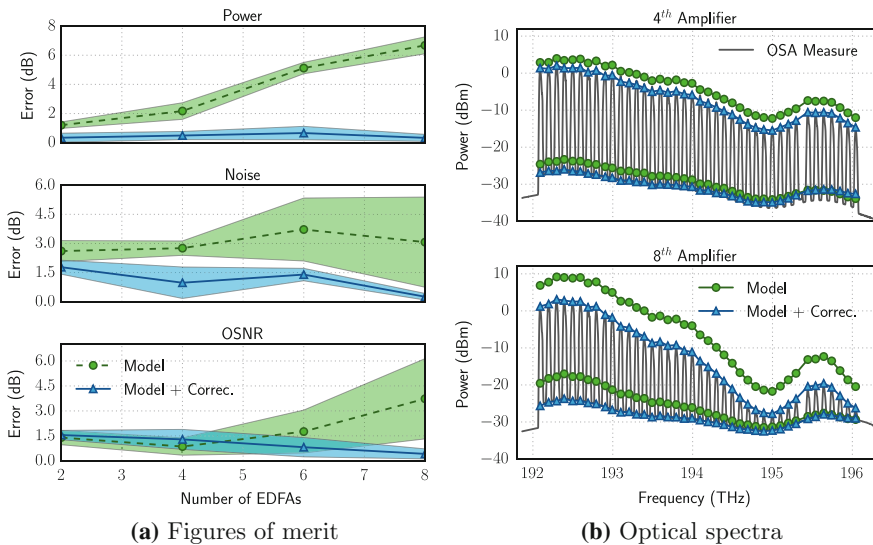 Power
Error (dB)
8
6
4
2
0
Noise
Error (dB)
6.0
4.5
3.0
1.5
0.0
OSNR
Error (dB)
6.0
4.5
3.0
1.5
0.0
Model
Model + Correc.
2 3 4 5 6 7 8
Number of EDFAs
(a) Figures of merit
4th Amplifier
Power (dBm)
10
0
−10
−20
−30
−40
OSA Measure
8th Amplifier
Power (dBm)
10
0
−10
−20
−30
−40
Model
Model + Correc.
192 193 194 195 196
Frequency (THz)
(b) Optical spectra